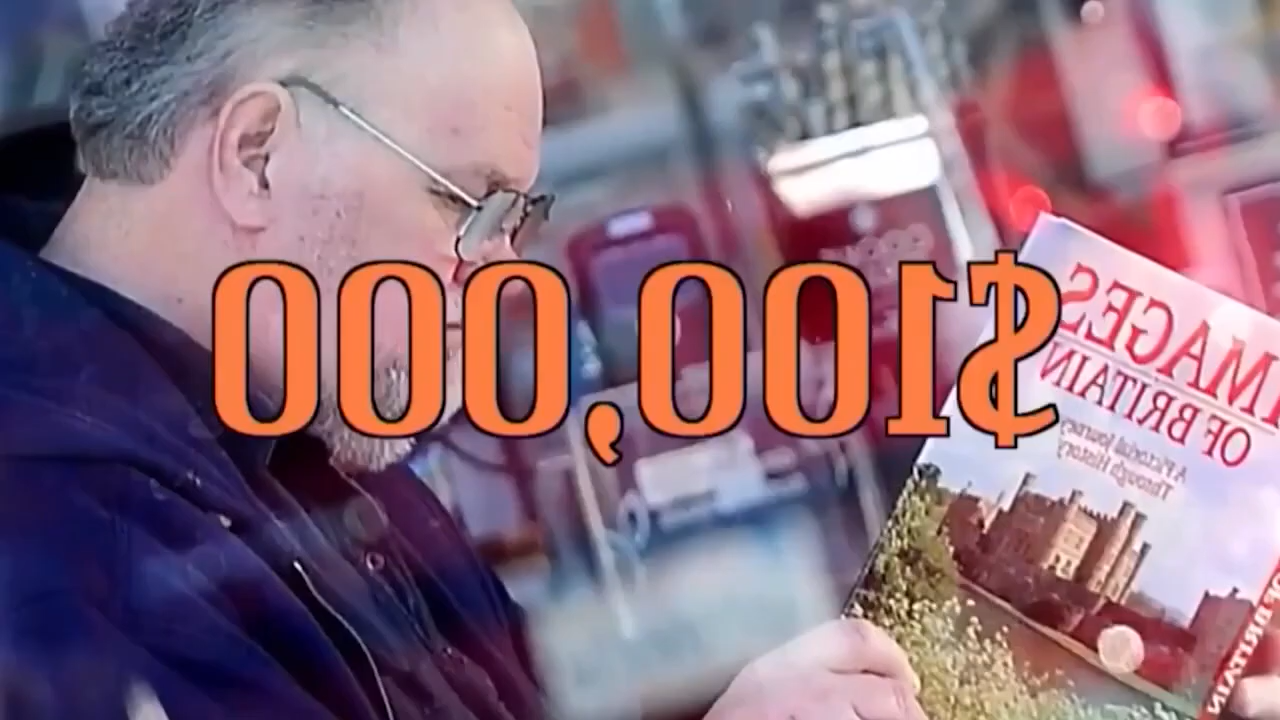 $100,000
IMAGES
OF BRITAIN
A Pictorial Journey
Through History
OF BRITAIN